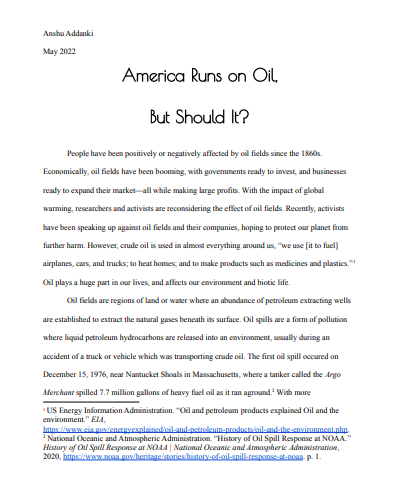 Anshu Addanki
May 2022
America Runs on Oil,
But Should It?
People have been positively or negatively affected by oil fields since the 1860s.
Economically, oil fields have been booming, with governments ready to invest, and businesses
ready to expand their market—all while making large profits. With the impact of global
warming, researchers and activists are reconsidering the effect of oil fields. Recently, activists
have been speaking up against oil fields and their companies, hoping to protect our planet from
further harm. However, crude oil is used in almost everything around us, “we use [it to fuel]
airplanes, cars, and trucks; to heat homes; and to make products such as medicines and plastics.”1
Oil plays a huge part in our lives, and affects our environment and biotic life.
Oil fields are regions of land or water where an abundance of petroleum extracting wells
are established to extract the natural gases beneath its surface. Oil spills are a form of pollution
where liquid petroleum hydrocarbons are released into an environment, usually during an
accident of a truck or vehicle which was transporting crude oil. The first oil spill occured on
December 15, 1976, near Nantucket Shoals in Massachusetts, where a tanker called the Argo
Merchant spilled 7.7 million gallons of heavy fuel oil as it ran aground.2 With more
1 US Energy Information Administration. “Oil and petroleum products explained Oil and the
environment.” EIA,
https://www.eia.gov/energyexplained/oil-and-petroleum-products/oil-and-the-environment.php.
2 National Oceanic and Atmospheric Administration. “History of Oil Spill Response at NOAA.”
History of Oil Spill Response at NOAA | National Oceanic and Atmospheric Administration,
2020, https://www.noaa.gov/heritage/stories/history-of-oil-spill-response-at-noaa. p. 1.